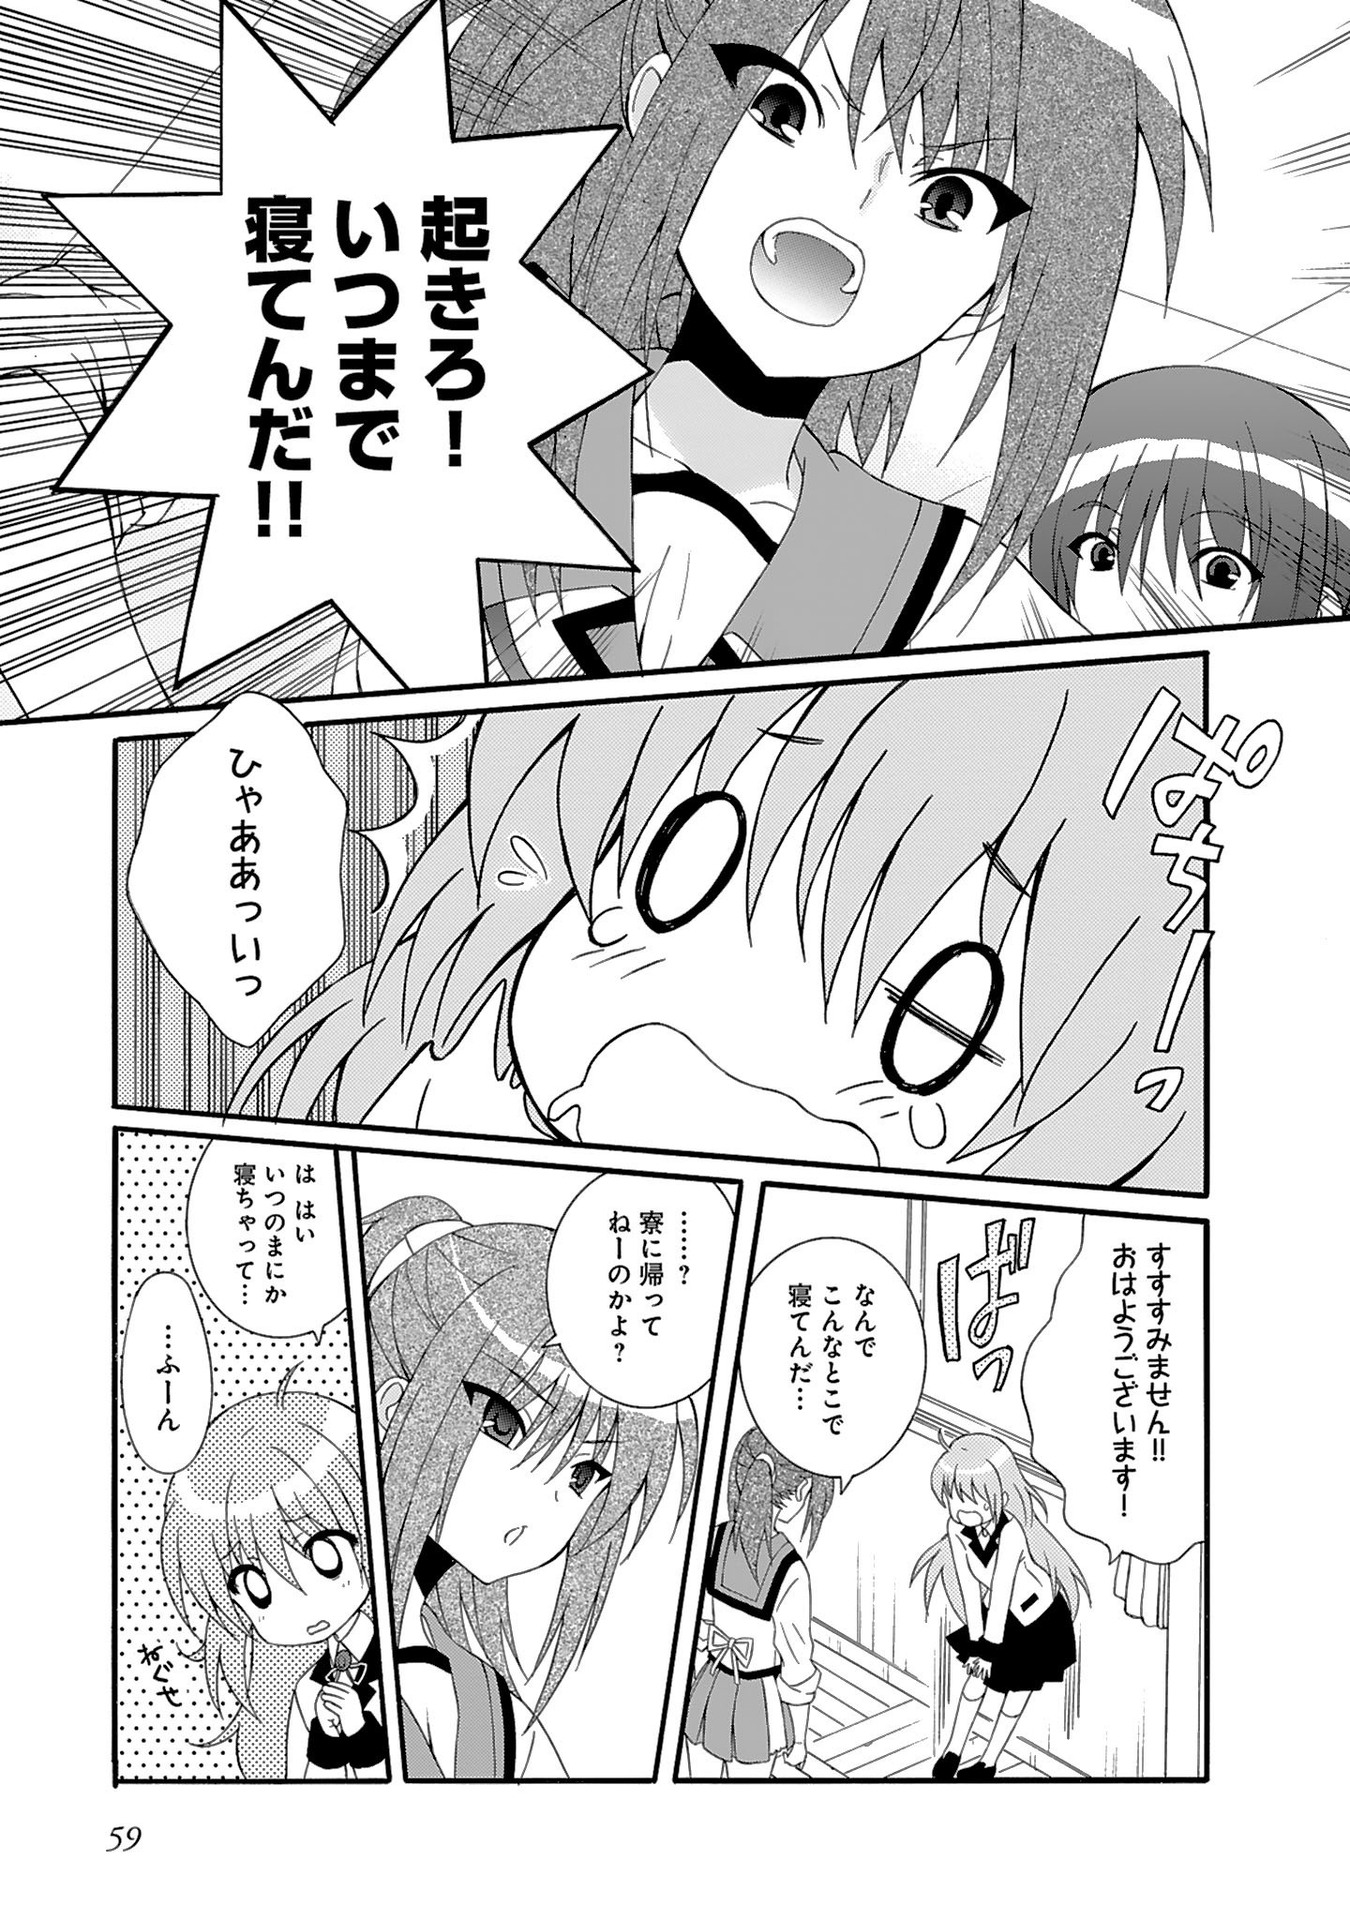 起きろ！
いつまで
寝てんだ!!
ぱちーっ
ひゃああっいっ
すすすみません!!
おはようございます！
ばっ
なんで
こんなとこで
寝てんだ…
……？
寮に帰って
ねーのかよ？
は はい
いつのまにか
寝ちゃって…
…ふーん
ねぐせ
59